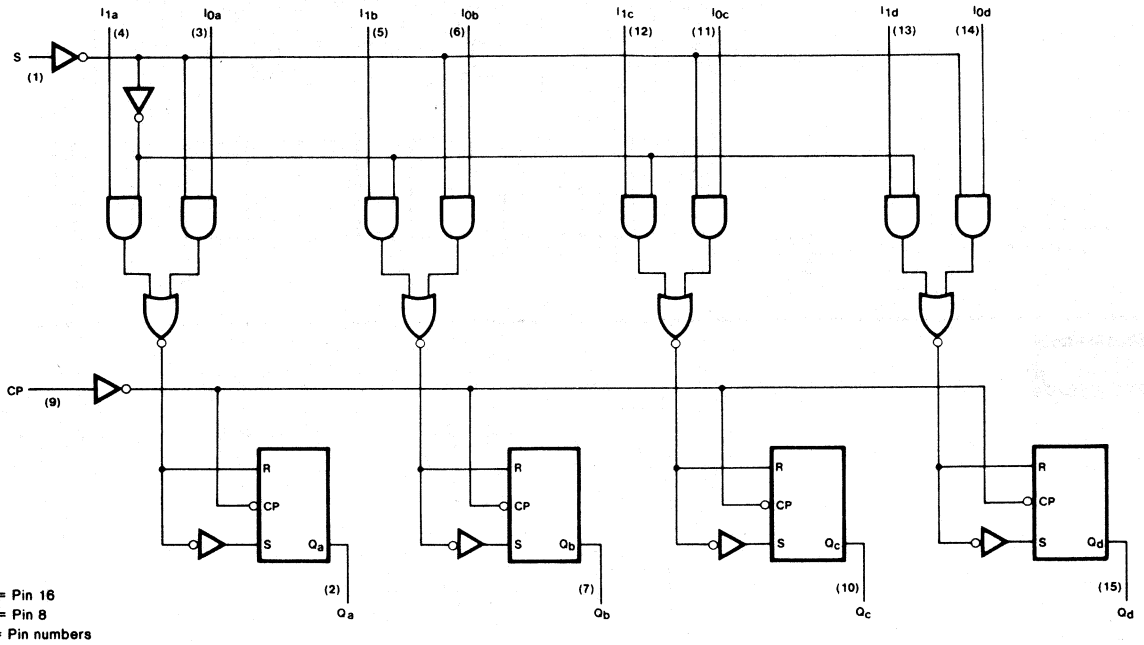 I1a I0a I1b I0b I1c I0c I1d I0d
(4) (3) (5) (6) (12) (11) (13) (14)
S
(1)
CP
(9)
R R R R
CP CP CP CP
S Qa S Qb S Qc S Qd
(2) (7) (10) (15)
Qa Qb Qc Qd
= Pin 16
= Pin 8
= Pin numbers